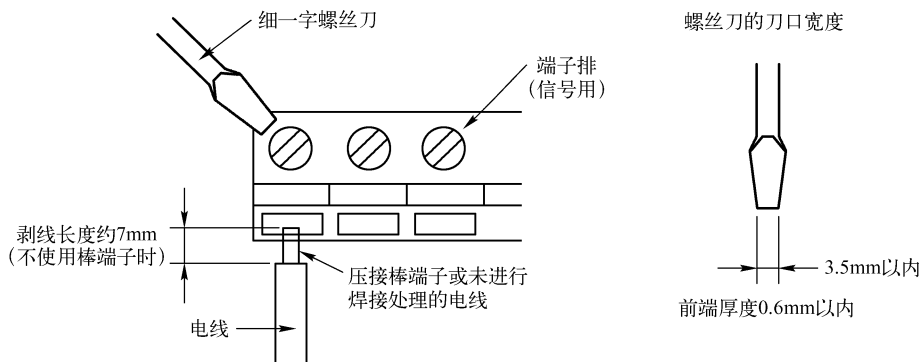 细一字螺丝刀
螺丝刀的刀口宽度
端子排
（信号用）
剥线长度约7mm
（不使用棒端子时）
压接棒端子或未进行
焊接处理的电线
电线
3.5mm以内
前端厚度0.6mm以内